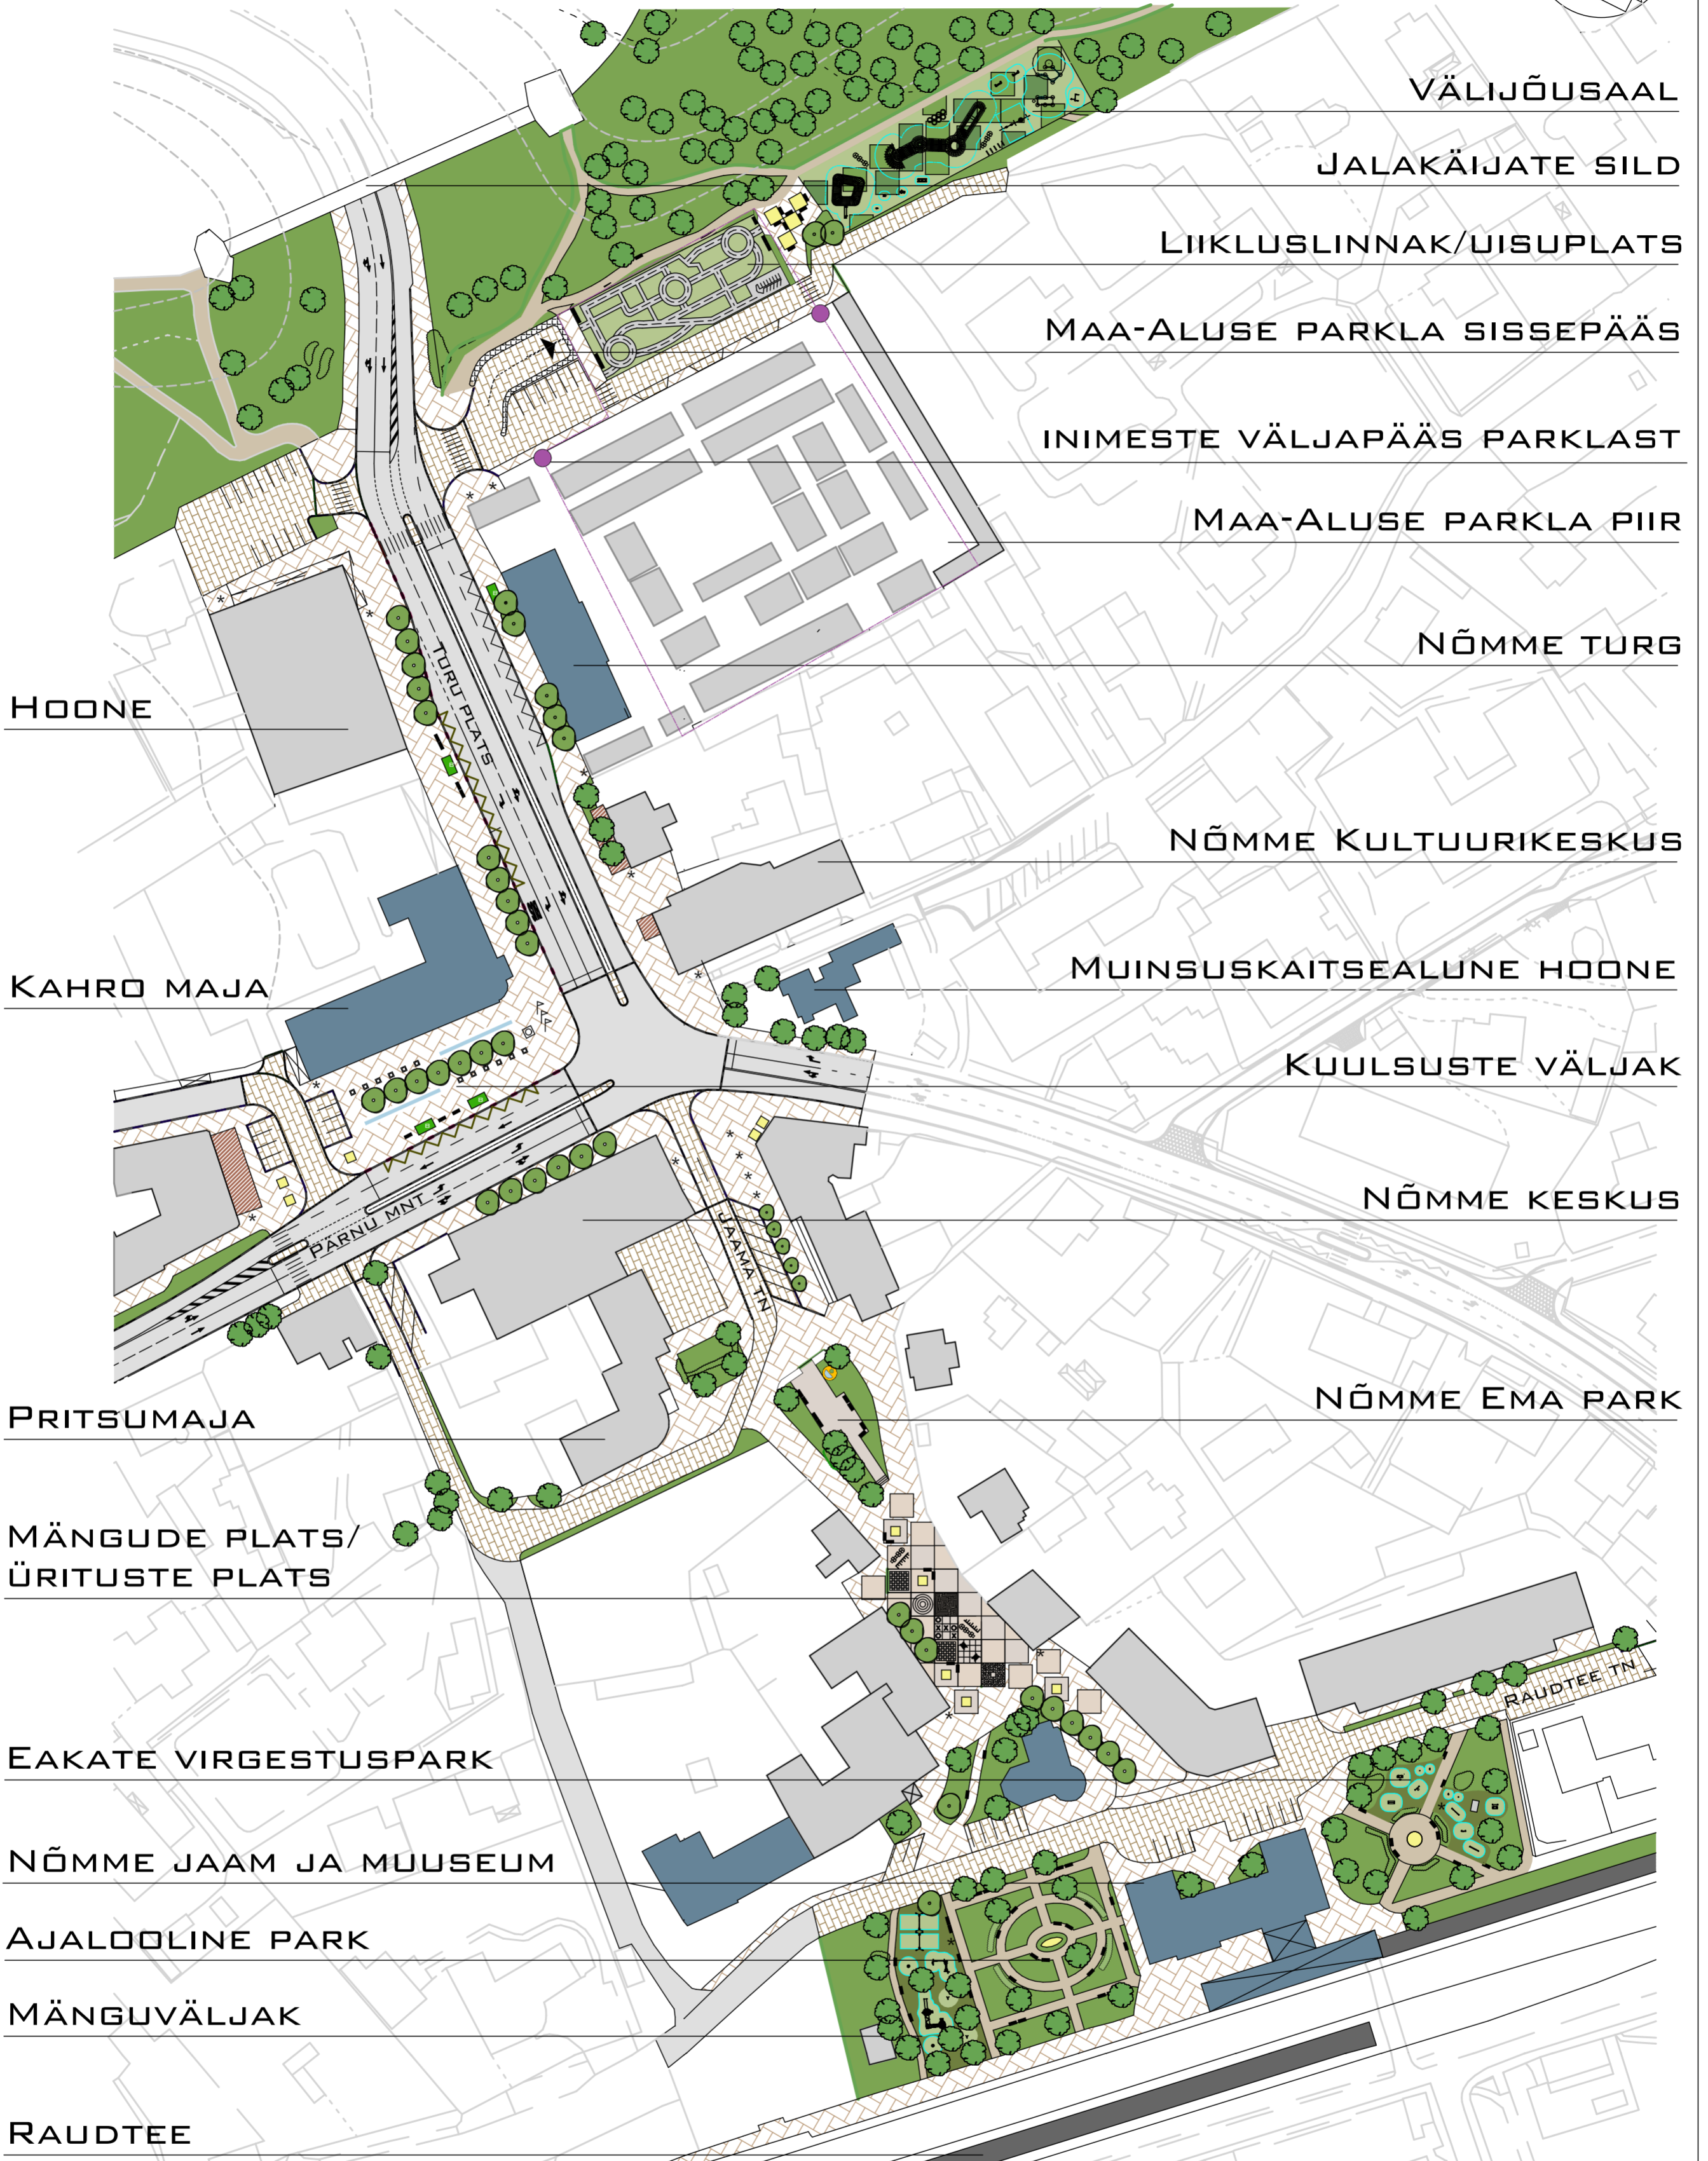 VÄLIJÕUSAAL
JALAKÄIJATE SILD
LIIKLUSLINNAK/UISUPLATS
MAA-ALUSE PARKLA SISSEPÄÄS
INIMESTE VÄLJAPÄÄS PARKLAST
MAA-ALUSE PARKLA PIIR
NÕMME TURG
TURU PLATS
HOONE
NÕMME KULTUURIKESKUS
MUINSUSKAITSEALUNE HOONE
KAHRO MAJA
KUULSUSTE VÄLJAK
NÕMME KESKUS
PÄRNU MNT
JAAMA TN
NÕMME EMA PARK
PRITSUMAJA
MÄNGUDE PLATS/
ÜRITUSTE PLATS
RAUDTEE TN
EAKATE VIRGESTUSPARK
NÕMME JAAM JA MUUSEUM
AJALOOLINE PARK
MÄNGUVÄLJAK
RAUDTEE